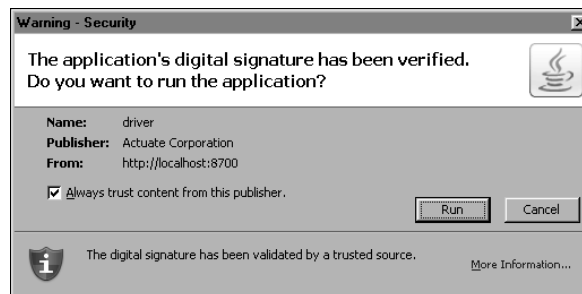 Warning - Security
The application's digital signature has been verified.
Do you want to run the application?
Name: driver
Publisher: Actuate Corporation
From: http://localhost:8700
Always trust content from this publisher.
Run Cancel
The digital signature has been validated by a trusted source.
More Information...